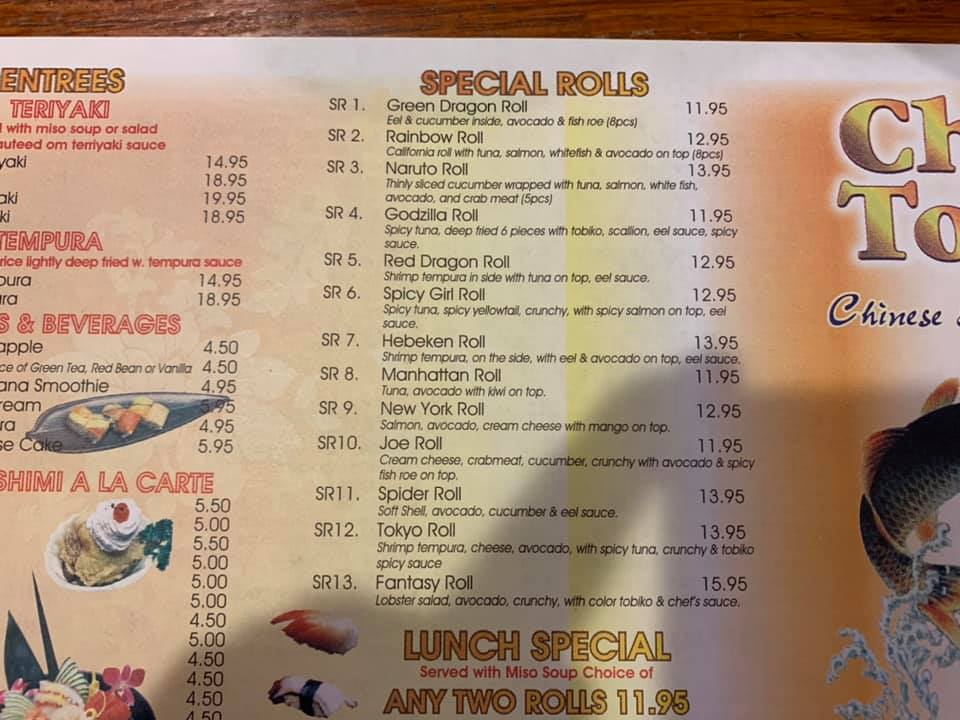 ENTREES
TERIYAKI
with miso soup or salad
auteed om terriyaki sauce
yaki 14.95
18.95
aki 19.95
ki 18.95
TEMPURA
rice lightly deep fried w. tempura sauce
pura 14.95
ra 18.95
S & BEVERAGES
apple 4.50
ce of Green Tea, Red Bean or Vanilla 4.50
ana Smoothie 4.95
ream 5.95
ra 4.95
se Cake 5.95
SHIMI A LA CARTE
5.50
5.00
5.50
5.00
5.00
5.00
4.50
5.00
4.50
4.50
4.50
4.50
SPECIAL ROLLS
SR 1. Green Dragon Roll 11.95
Eel & cucumber inside, avocado & fish roe (8pcs)
SR 2. Rainbow Roll 12.95
California roll with tuna, salmon, whitefish & avocado on top (8pcs)
SR 3. Naruto Roll 13.95
Thinly sliced cucumber wrapped with tuna, salmon, white fish,
avocado, and crab meat (5pcs)
SR 4. Godzilla Roll 11.95
Spicy tuna, deep fried 6 pieces with tobiko, scallion, eel sauce, spicy
sauce.
SR 5. Red Dragon Roll 12.95
Shrimp tempura in side with tuna on top, eel sauce.
SR 6. Spicy Girl Roll 12.95
Spicy tuna, spicy yellowtail, crunchy, with spicy salmon on top, eel
sauce.
SR 7. Hebeken Roll 13.95
Shrimp tempura, on the side, with eel & avocado on top, eel sauce.
SR 8. Manhattan Roll 11.95
Tuna, avocado with kiwi on top.
SR 9. New York Roll 12.95
Salmon, avocado, cream cheese with mango on top.
SR10. Joe Roll 11.95
Cream cheese, crabmeat, cucumber, crunchy with avocado & spicy
fish roe on top.
SR11. Spider Roll 13.95
Soft Shell, avocado, cucumber & eel sauce.
SR12. Tokyo Roll 13.95
Shrimp tempura, cheese, avocado, with spicy tuna, crunchy & tobiko
spicy sauce
SR13. Fantasy Roll 15.95
Lobster salad, avocado, crunchy, with color tobiko & chef's sauce.
LUNCH SPECIAL
Served with Miso Soup Choice of
ANY TWO ROLLS 11.95
Ch
To
Chinese